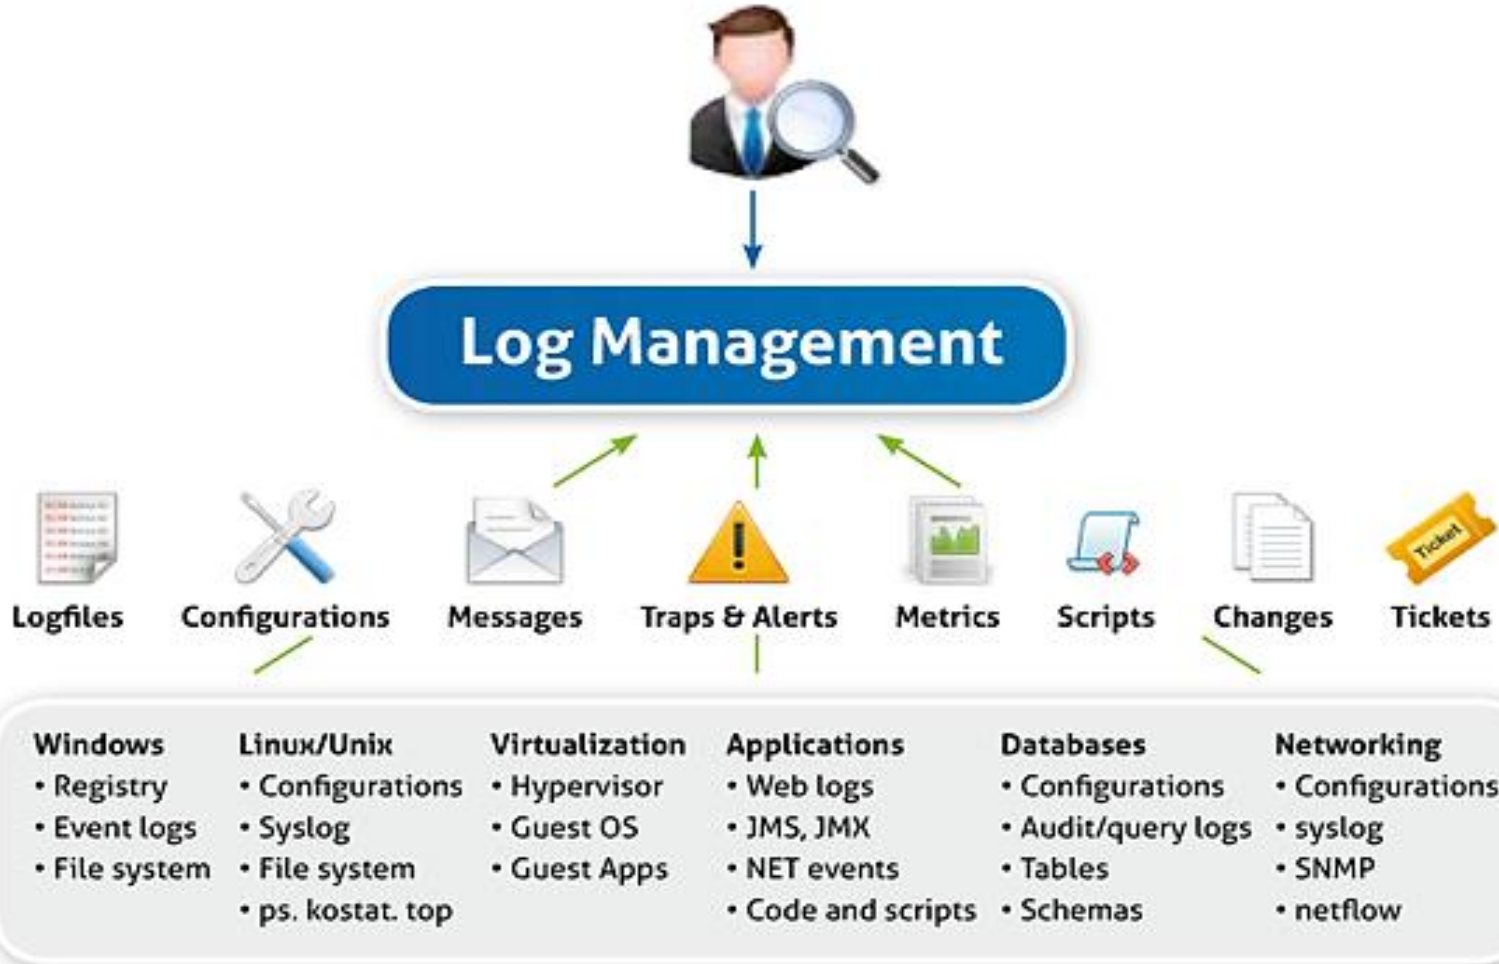 Log Management
Logfiles
Configurations
Messages
Traps & Alerts
Metrics
Scripts
Ticket
Changes
Tickets
Windows
• Registry
• Event logs
• File system
Linux/Unix
• Configurations
• Syslog
• File system
• ps. kostat. top
Virtualization
• Hypervisor
• Guest OS
• Guest Apps
Applications
• Web logs
• JMS, JMX
• NET events
• Code and scripts
Databases
• Configurations
• Audit/query logs
• Tables
• Schemas
Networking
• Configurations
• syslog
• SNMP
• netflow